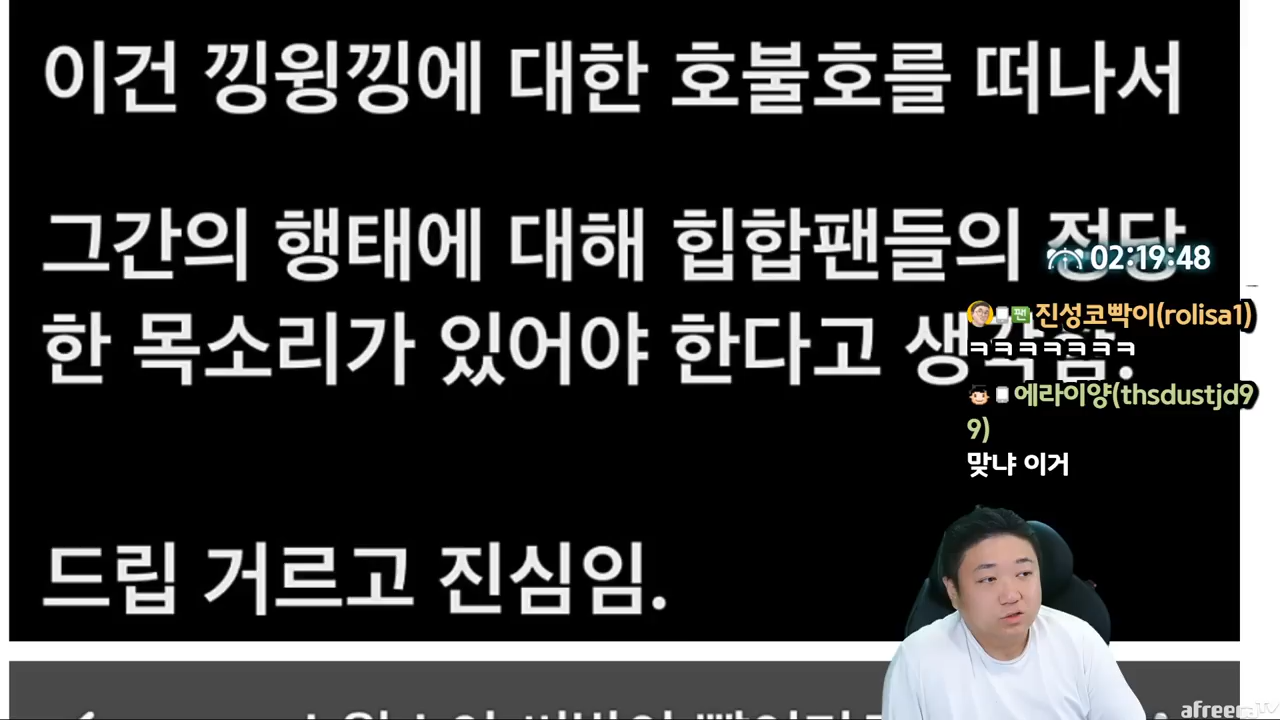 이건 낑윙낑에 대한 호불호를 떠나서
그간의 행태에 대해 힙합팬들의 정당
02:19:48
한 목소리가 있어야 한다고 생각함.
팬 진성코빡이(rolisa1)
ㅋㅋㅋㅋㅋㅋㅋ
에라이양(thsdustjd9
9)
맞냐 이거
드립 거르고 진심임.
afreecaTV